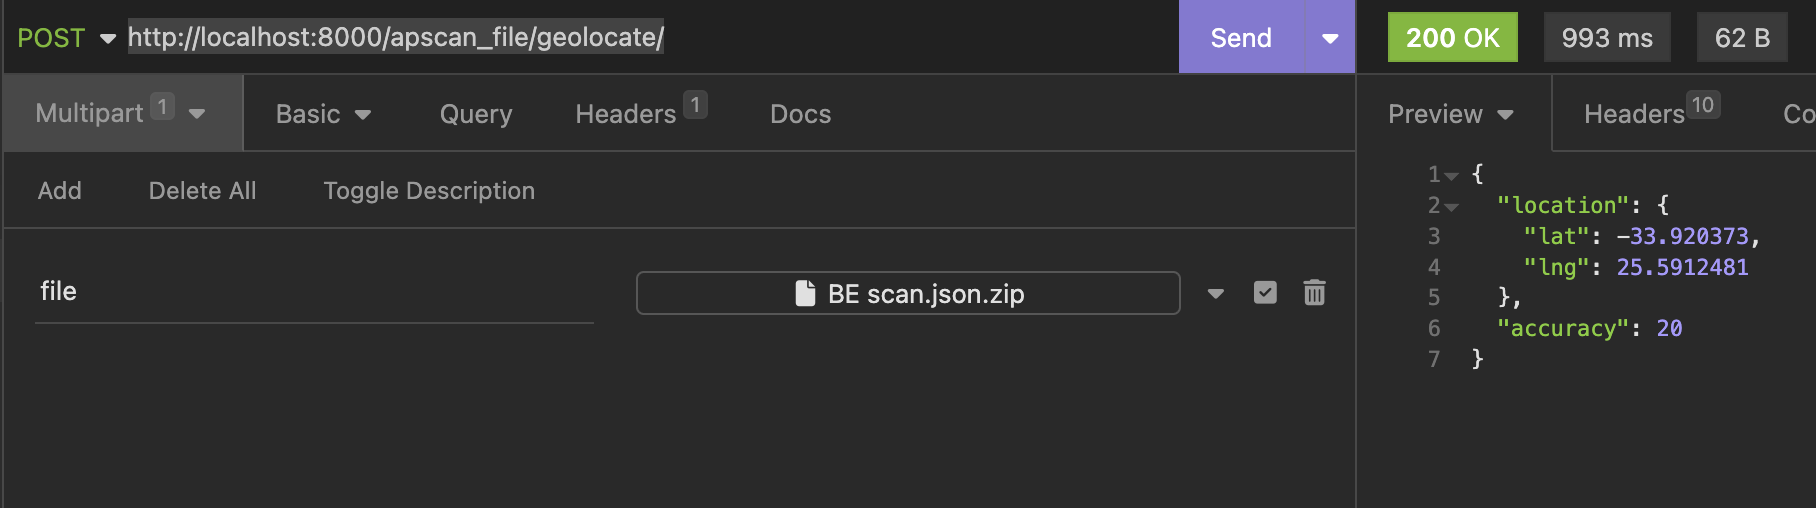 POST http://localhost:8000/apscan_file/geolocate/ Send
200 OK 993 ms 62 B
Multipart 1 Basic Query Headers 1 Docs
Preview Headers 10 Co
Add Delete All Toggle Description
file BE scan.json.zip
1 {
2 "location": {
3 "lat": -33.920373,
4 "lng": 25.5912481
5 },
6 "accuracy": 20
7 }